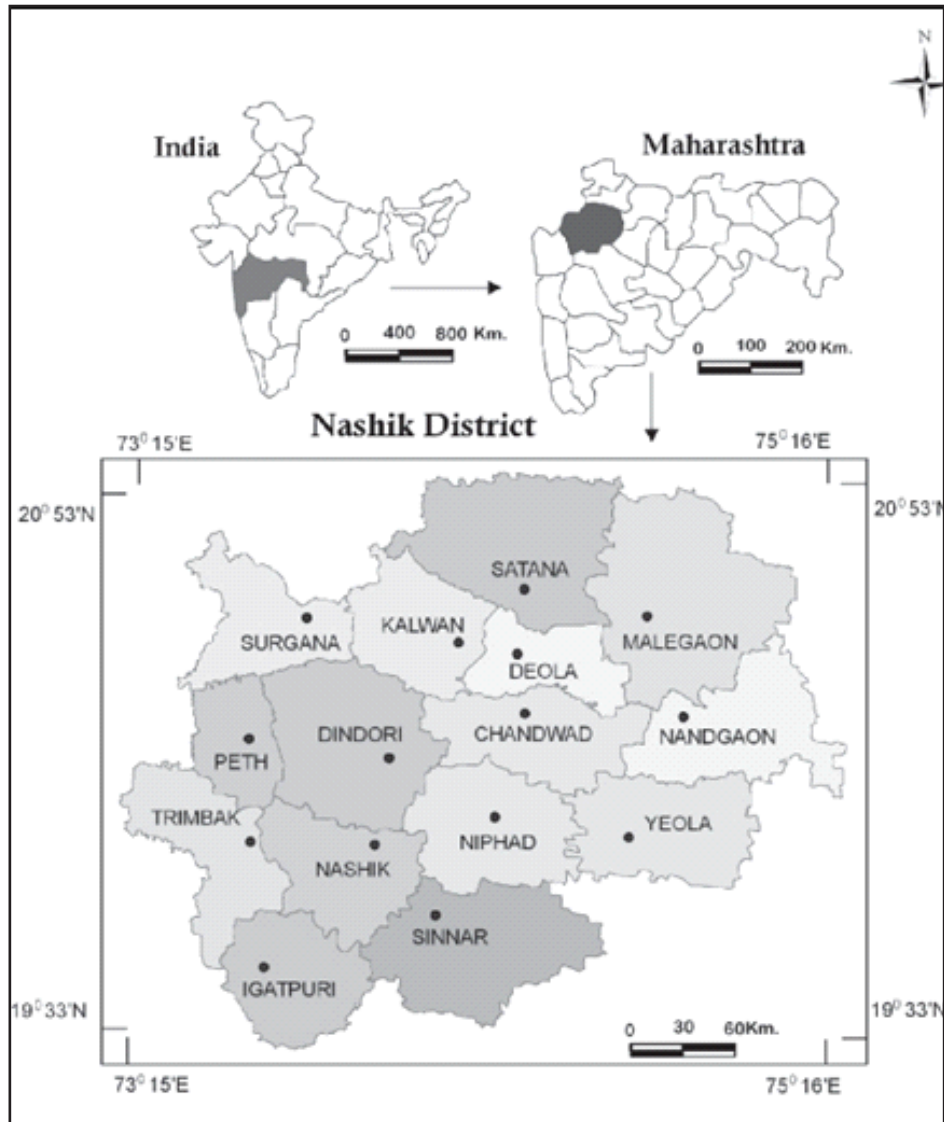 N
India
Maharashtra
0 400 800 Km.
0 100 200 Km.
Nashik District
73⁰ 15'E
75⁰ 16'E
20⁰ 53'N
20⁰ 53'N
SATANA
SURGANA
KALWAN
MALEGAON
DEOLA
PETH
DINDORI
CHANDWAD
NANDGAON
TRIMBAK
NASHIK
NIPHAD
YEOLA
SINNAR
IGATPURI
19⁰ 33'N
19⁰ 33'N
0 30 60Km.
73⁰ 15'E
75⁰ 16'E